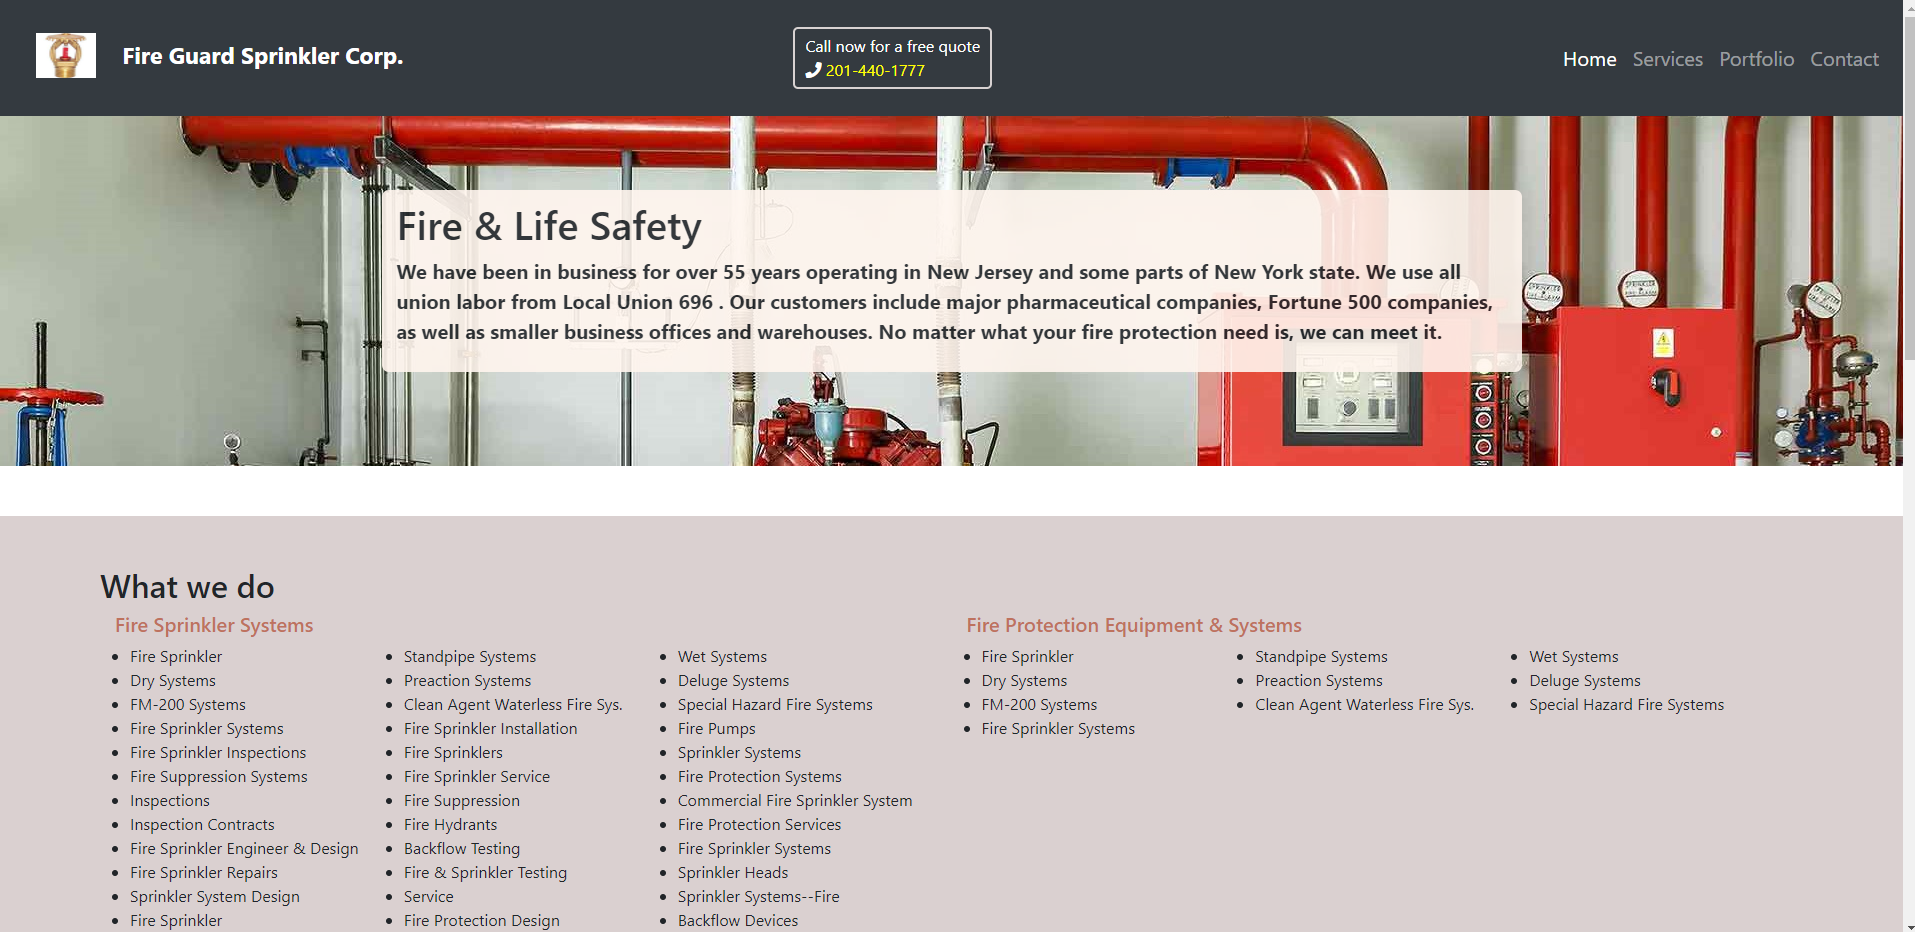 Fire Guard Sprinkler Corp.
Call now for a free quote
201-440-1777
Home Services Portfolio Contact
Fire & Life Safety
We have been in business for over 55 years operating in New Jersey and some parts of New York state. We use all
union labor from Local Union 696 . Our customers include major pharmaceutical companies, Fortune 500 companies,
as well as smaller business offices and warehouses. No matter what your fire protection need is, we can meet it.
What we do
Fire Sprinkler Systems
Fire Sprinkler
Dry Systems
FM-200 Systems
Fire Sprinkler Systems
Fire Sprinkler Inspections
Fire Suppression Systems
Inspections
Inspection Contracts
Fire Sprinkler Engineer & Design
Fire Sprinkler Repairs
Sprinkler System Design
Fire Sprinkler
Standpipe Systems
Preaction Systems
Clean Agent Waterless Fire Sys.
Fire Sprinkler Installation
Fire Sprinklers
Fire Sprinkler Service
Fire Suppression
Fire Hydrants
Backflow Testing
Fire & Sprinkler Testing
Service
Fire Protection Design
Wet Systems
Deluge Systems
Special Hazard Fire Systems
Fire Pumps
Sprinkler Systems
Fire Protection Systems
Commercial Fire Sprinkler System
Fire Protection Services
Fire Sprinkler Systems
Sprinkler Heads
Sprinkler Systems--Fire
Backflow Devices
Fire Protection Equipment & Systems
Fire Sprinkler
Dry Systems
FM-200 Systems
Fire Sprinkler Systems
Standpipe Systems
Preaction Systems
Clean Agent Waterless Fire Sys.
Wet Systems
Deluge Systems
Special Hazard Fire Systems